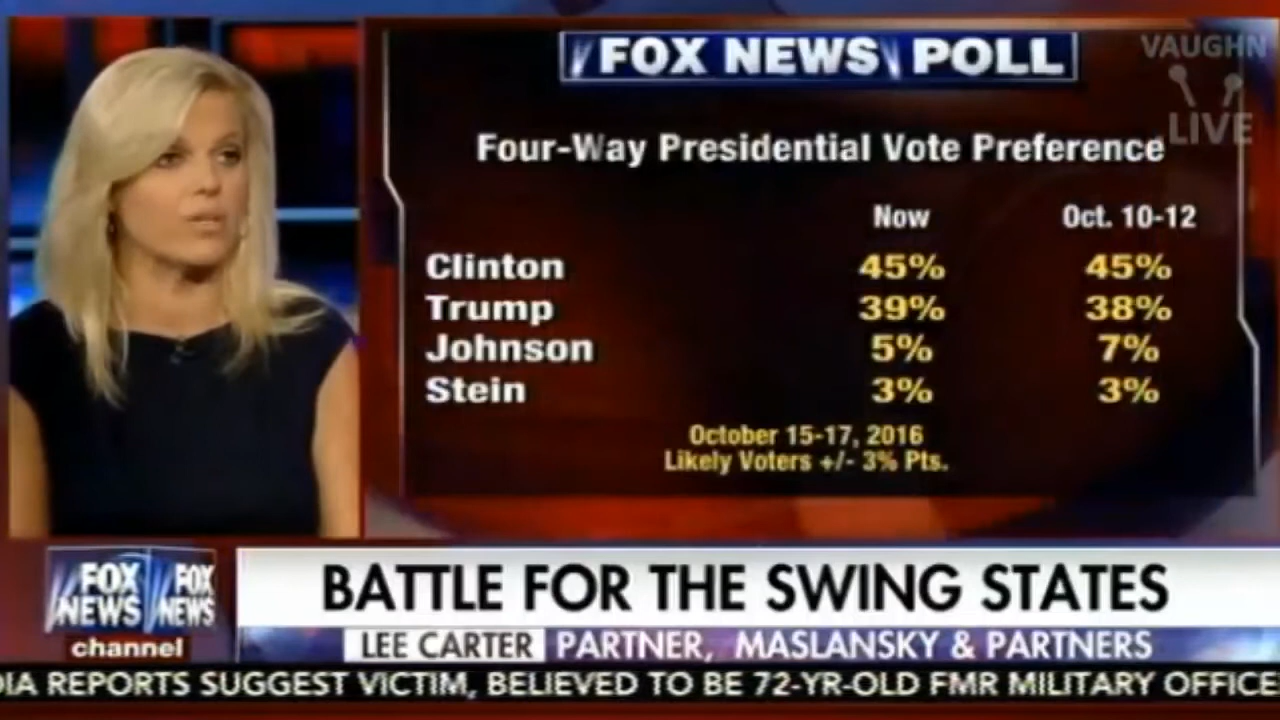 FOX NEWS POLL
VAUGHN
LIVE
Four-Way Presidential Vote Preference
Now Oct. 10-12
Clinton 45% 45%
Trump 39% 38%
Johnson 5% 7%
Stein 3% 3%
October 15-17, 2016
Likely Voters +/- 3% Pts.
FOX NEWS FOX NEWS
channel
BATTLE FOR THE SWING STATES
LEE CARTER PARTNER, MASLANSKY & PARTNERS
DIA REPORTS SUGGEST VICTIM, BELIEVED TO BE 72-YR-OLD FMR MILITARY OFFICE